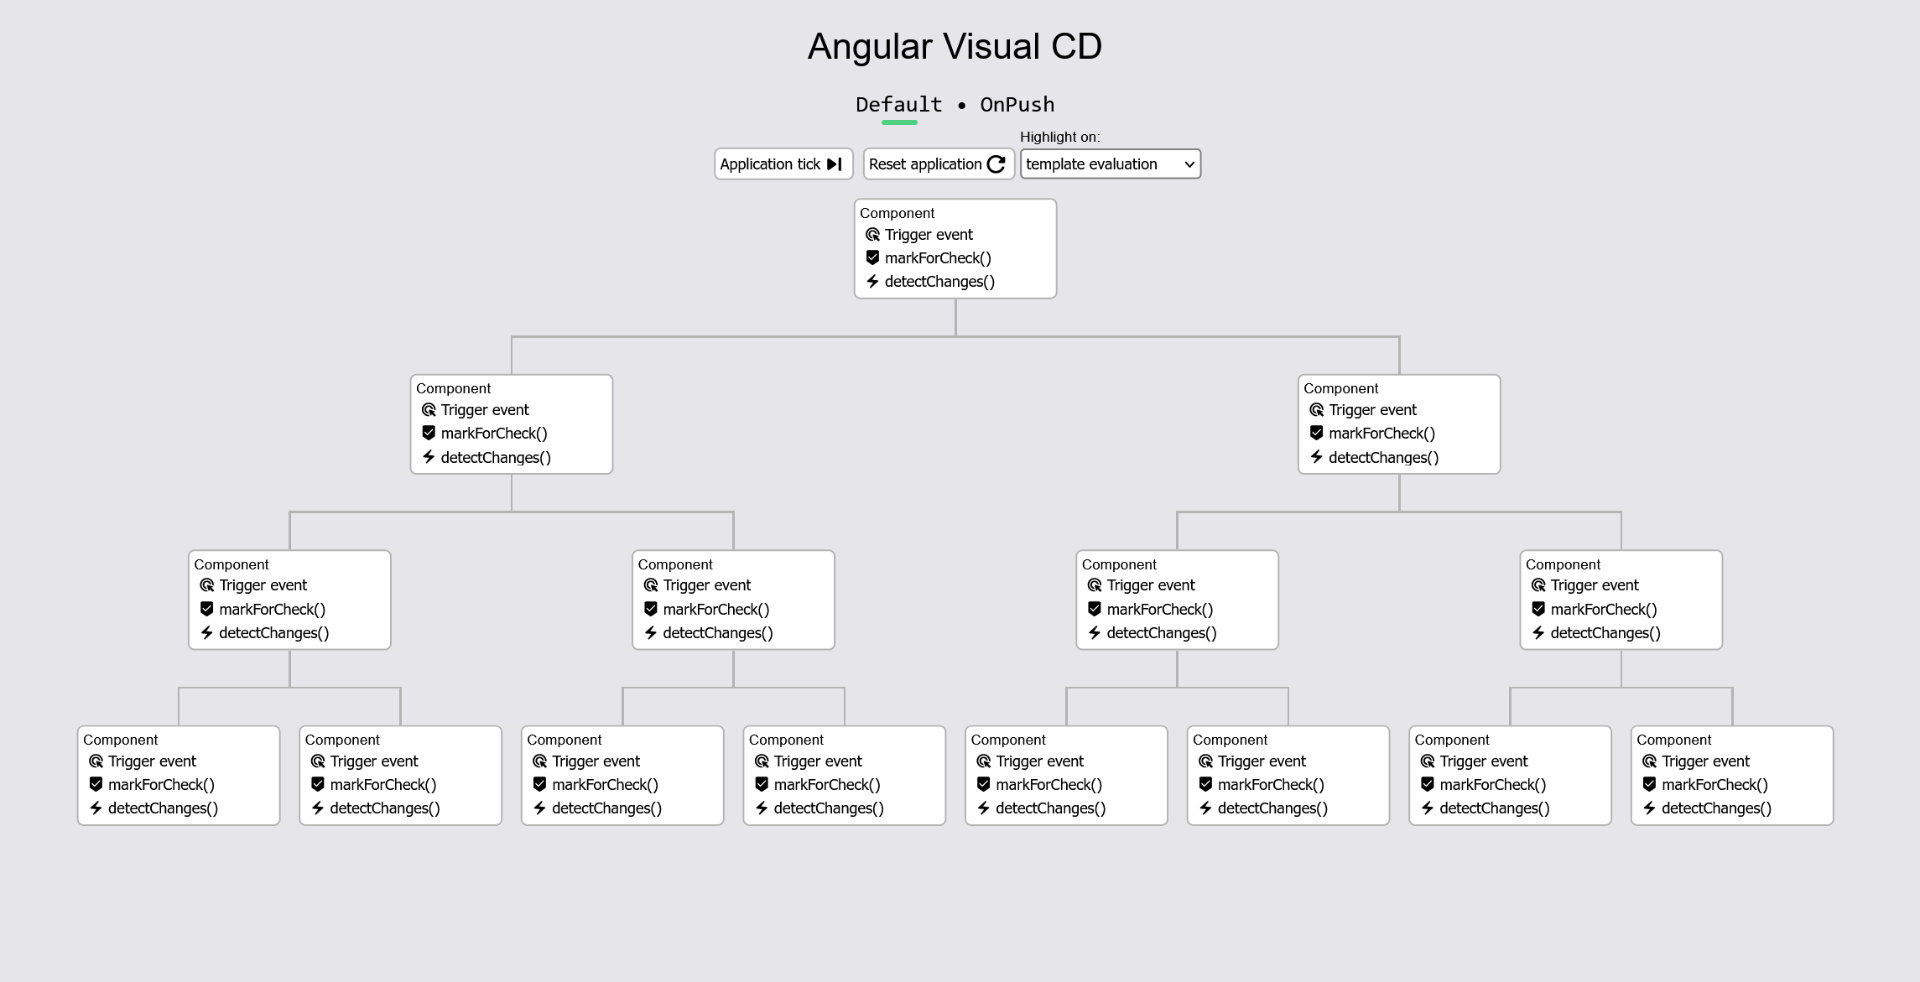 Angular Visual CD
Default • OnPush
Highlight on:
Application tick
Reset application
template evaluation
Component
Trigger event
markForCheck()
detectChanges()
Component
Trigger event
markForCheck()
detectChanges()
Component
Trigger event
markForCheck()
detectChanges()
Component
Trigger event
markForCheck()
detectChanges()
Component
Trigger event
markForCheck()
detectChanges()
Component
Trigger event
markForCheck()
detectChanges()
Component
Trigger event
markForCheck()
detectChanges()
Component
Trigger event
markForCheck()
detectChanges()
Component
Trigger event
markForCheck()
detectChanges()
Component
Trigger event
markForCheck()
detectChanges()
Component
Trigger event
markForCheck()
detectChanges()
Component
Trigger event
markForCheck()
detectChanges()
Component
Trigger event
markForCheck()
detectChanges()
Component
Trigger event
markForCheck()
detectChanges()
Component
Trigger event
markForCheck()
detectChanges()